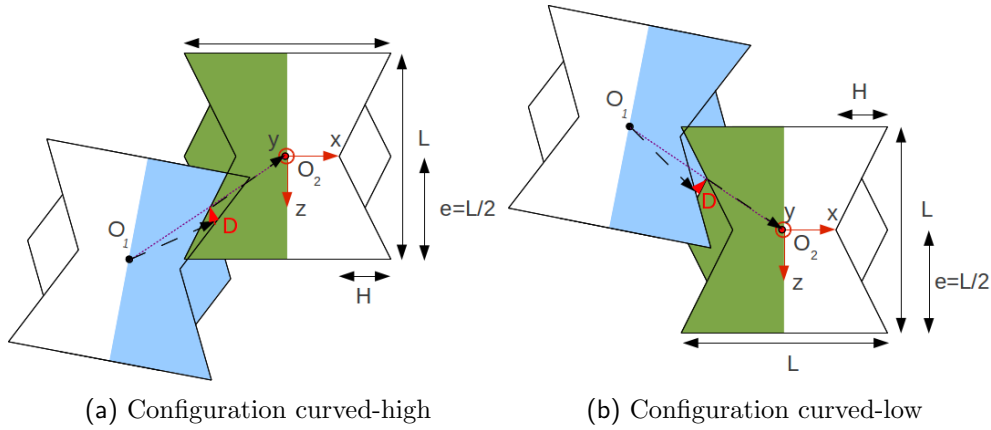 L
y
x
O₁
O₂
D
z
e=L/2
H
O₁
H
L
D
y
x
O₂
z
e=L/2
L
(a) Configuration curved-high
(b) Configuration curved-low